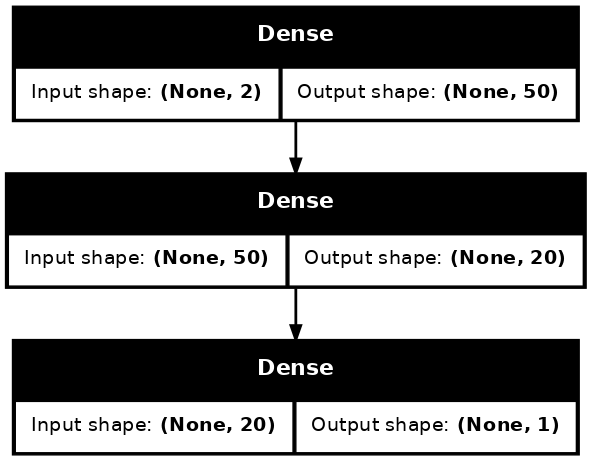 Dense
Input shape: (None, 2) Output shape: (None, 50)
Dense
Input shape: (None, 50) Output shape: (None, 20)
Dense
Input shape: (None, 20) Output shape: (None, 1)